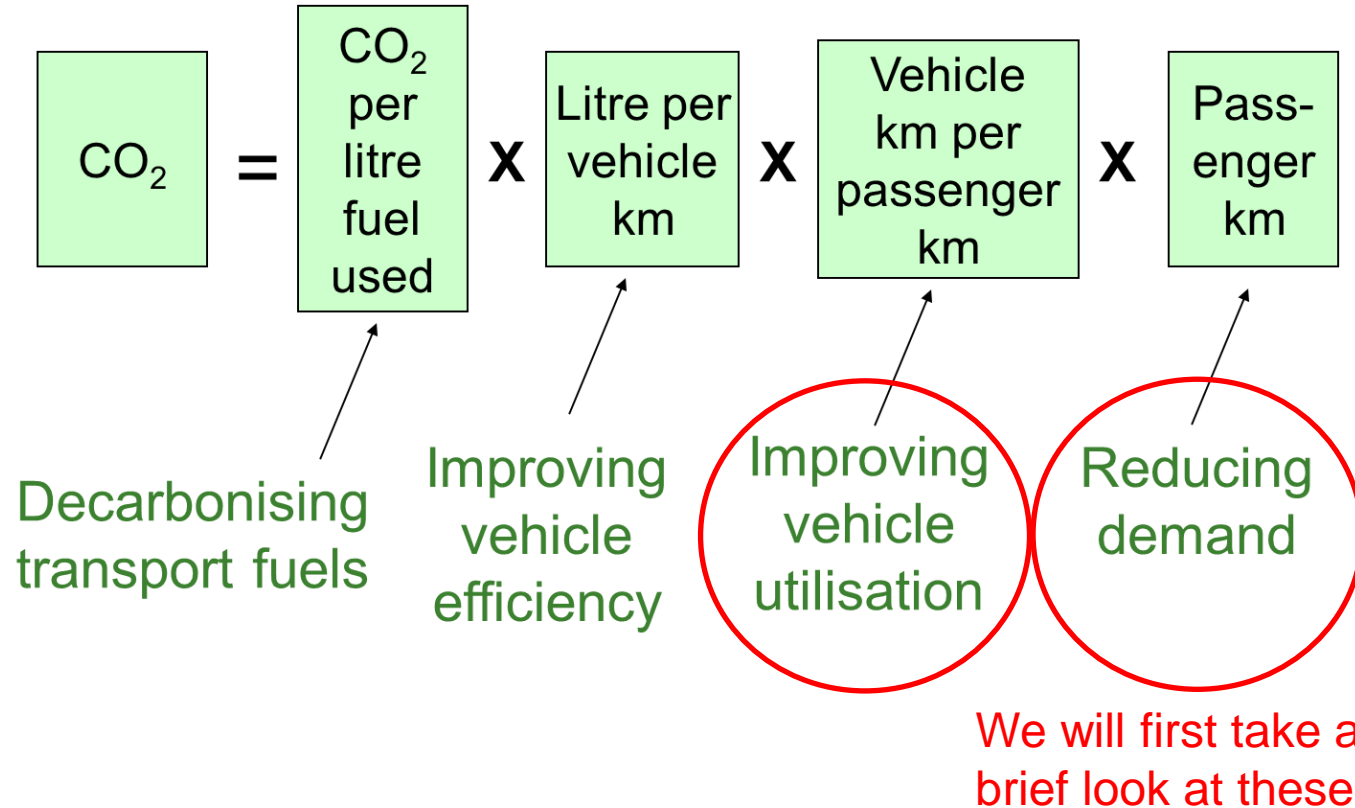 CO₂
=
CO₂
per
litre
fuel
used
X
Litre per
vehicle
km
X
Vehicle
km per
passenger
km
X
Pass-
enger
km
Decarbonising
transport fuels
Improving
vehicle
efficiency
Improving
vehicle
utilisation
Reducing
demand
We will first take a
brief look at these